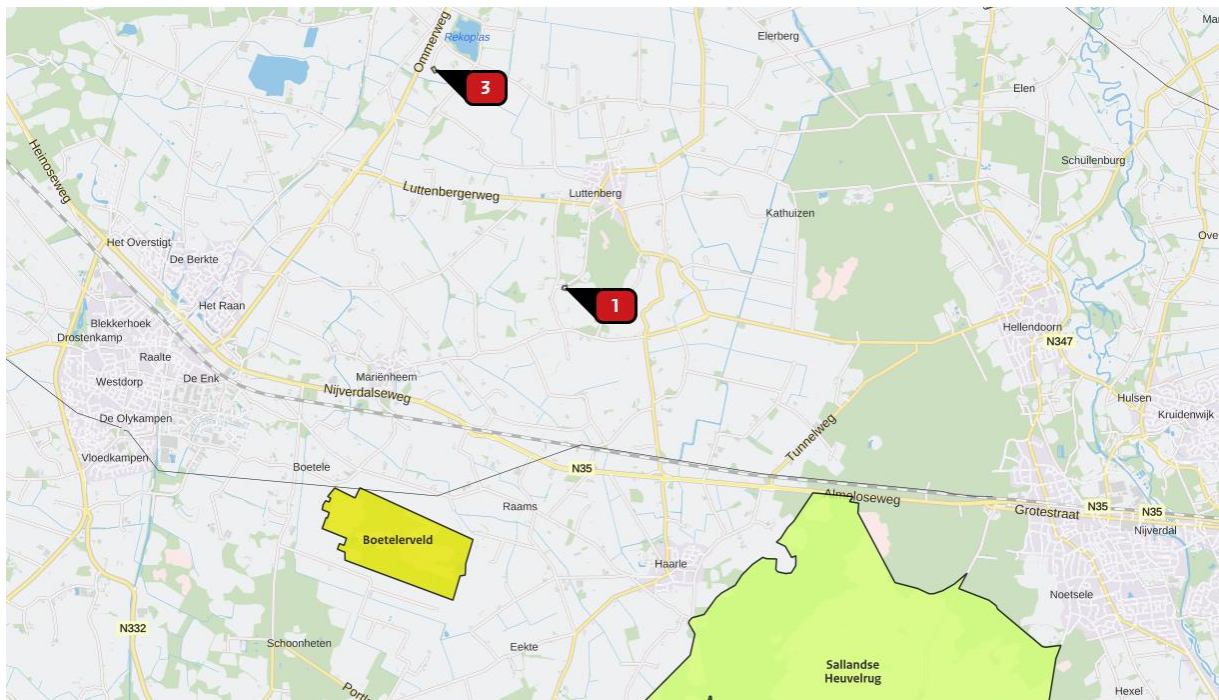 Rekoplas
Ommerweg
3
Elerberg
Elen
Heinoseweg
Schuilenburg
Luttenbergerweg
Luttenberg
Kathuizen
Het Overstigt
De Berkte
Het Raan
1
Blekkerhoek
Drostenkamp
Raalte
Hellendoorn
N347
Mariënheem
Westdorp
De Enk
Nijverdalseweg
Hulsen
Kruidenwijk
De Olykampen
Tunnelweg
Vloedkampen
Boetele
N35
Almeloseweg
Raams
Grotestraat
N35
N35
Nijverdal
Boetelerveld
Haarle
Noetsele
N332
Schoonheten
Eekte
Sallandse
Heuvelrug
Hexel